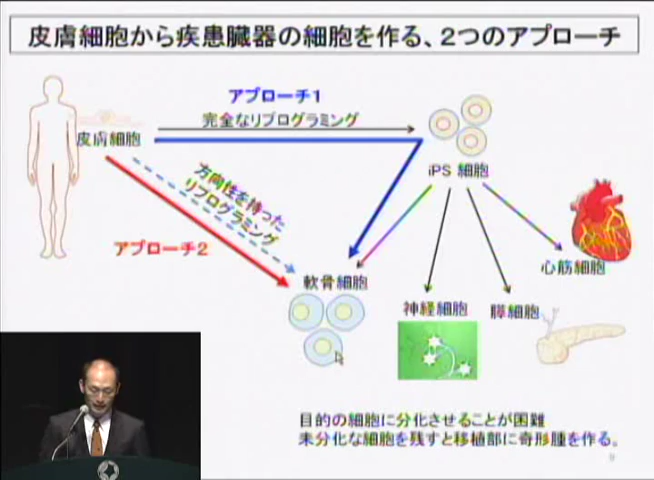 皮膚細胞から疾患臓器の細胞を作る、2つのアプローチ
アプローチ1
完全なリプログラミング
皮膚細胞
iPS 細胞
方向性を持った
リプログラミング
アプローチ2
軟骨細胞
心筋細胞
神経細胞
膵細胞
目的の細胞に分化させることが困難
未分化な細胞を残すと移植部に奇形腫を作る。
9